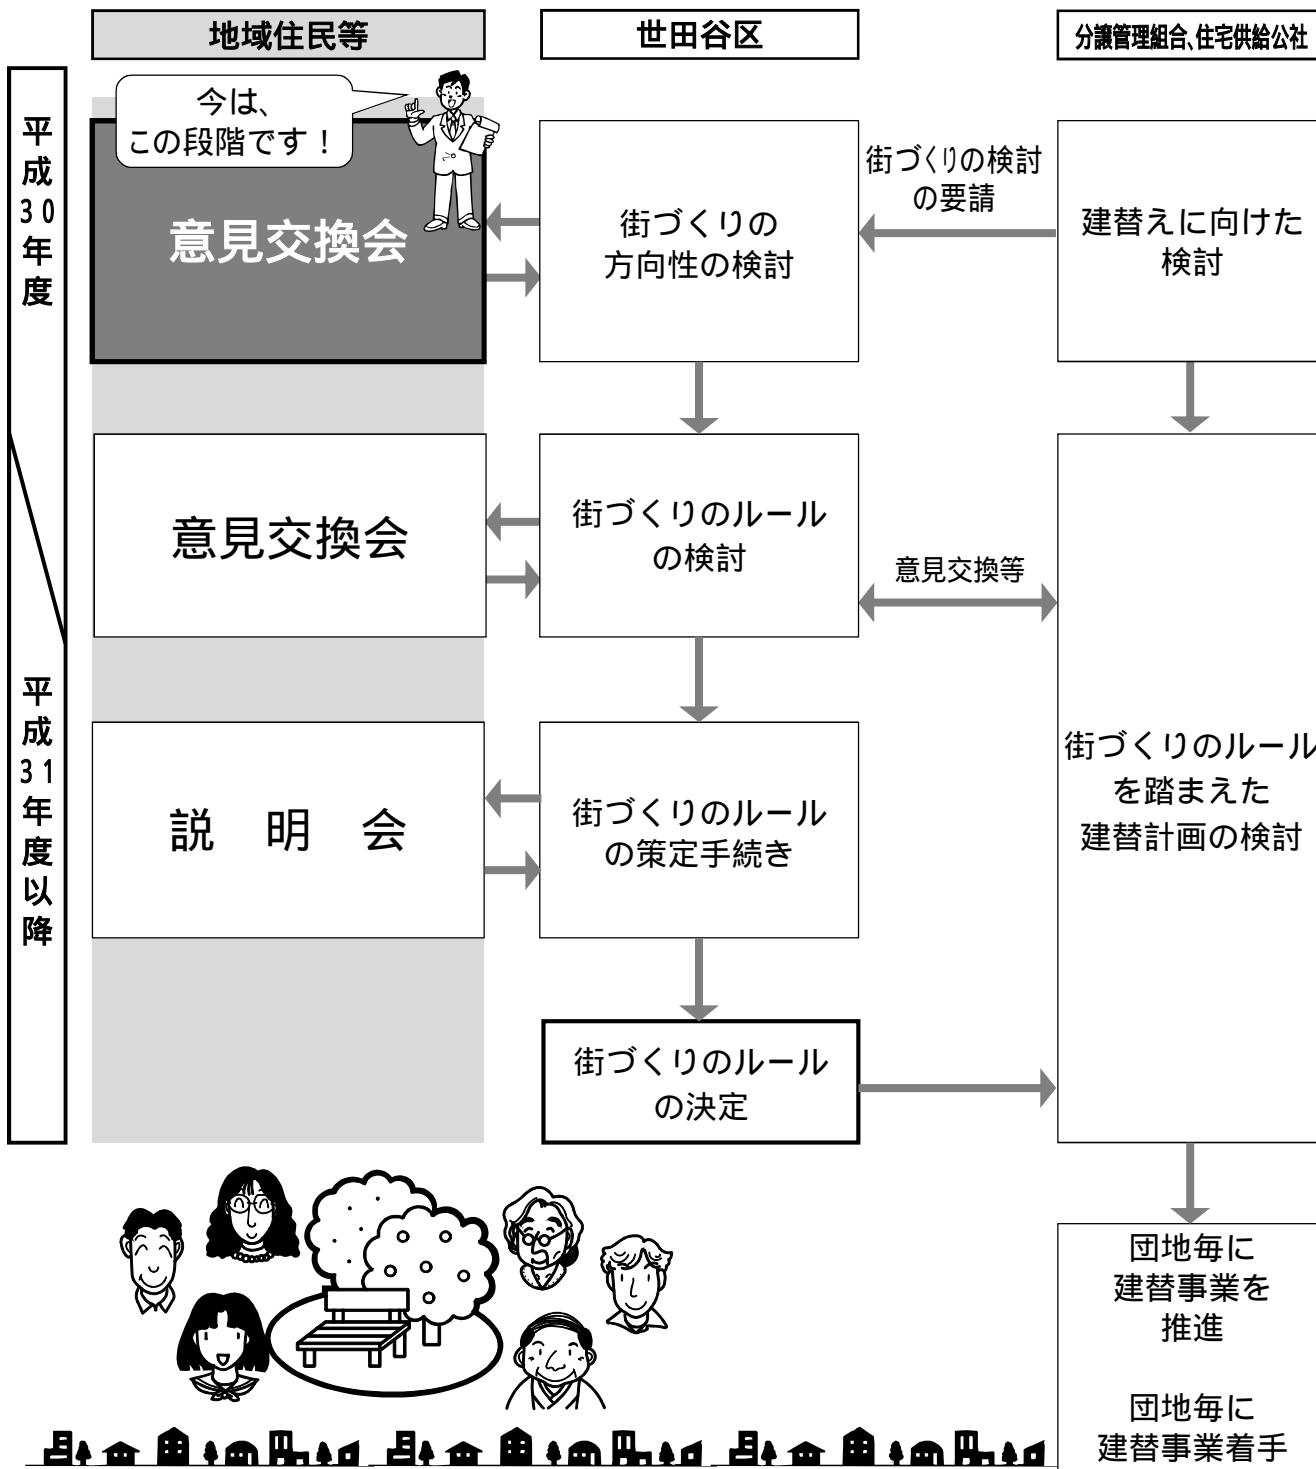 地域住民等
世田谷区
分譲管理組合、住宅供給公社
平成30年度
平成31年度以降
今は、
この段階です！
意見交換会
街づくりの
方向性の検討
街づくりの検討
の要請
建替えに向けた
検討
意見交換会
街づくりのルール
の検討
意見交換等
街づくりのルール
を踏まえた
建替計画の検討
説　明　会
街づくりのルール
の策定手続き
街づくりのルール
の決定
団地毎に
建替事業を
推進
団地毎に
建替事業着手